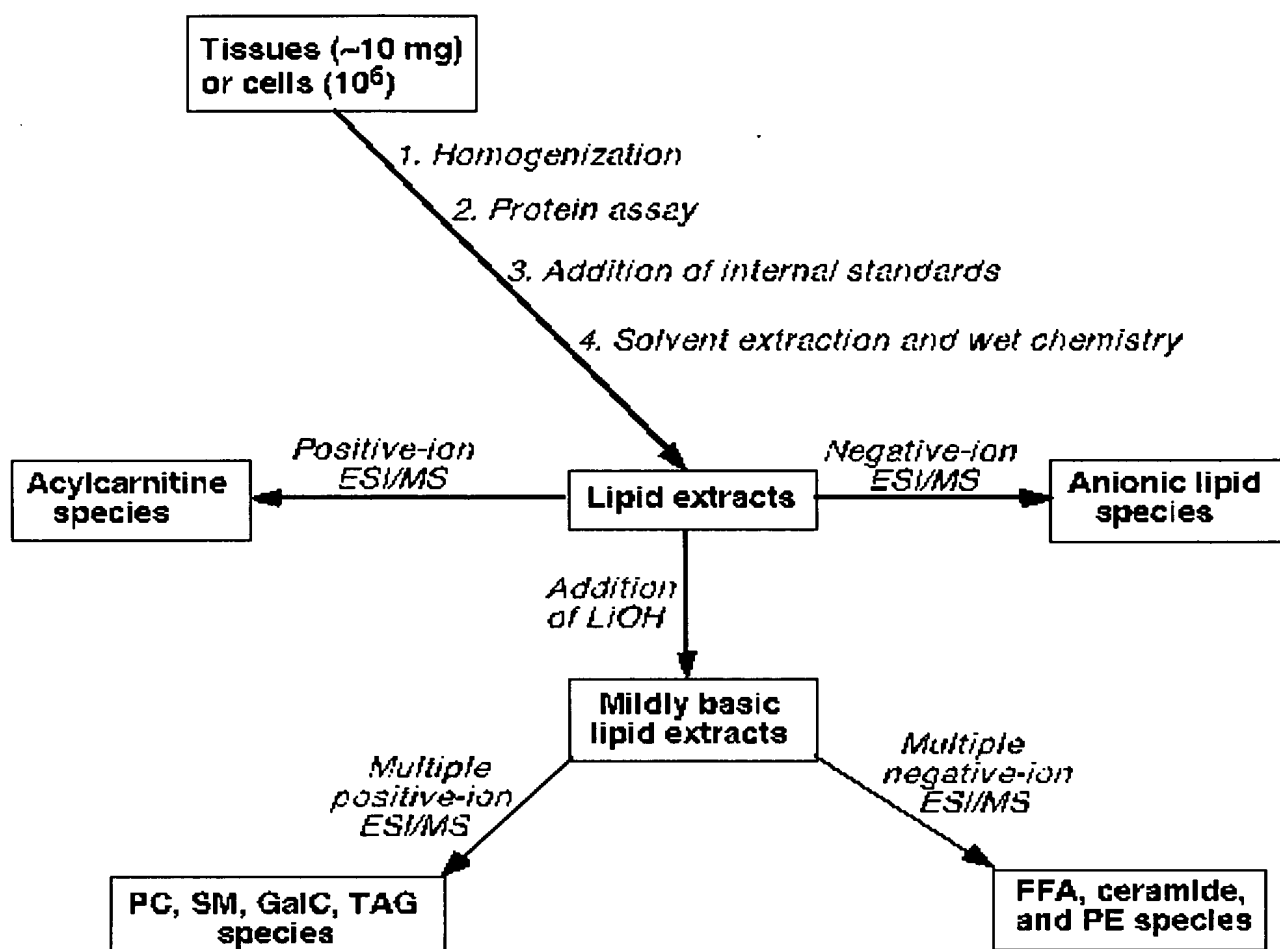 Tissues (~10 mg)
or cells (10⁶)
1. Homogenization
2. Protein assay
3. Addition of internal standards
4. Solvent extraction and wet chemistry
Positive-ion
ESI/MS
Negative-ion
ESI/MS
Acylcarnitine
species
Lipid extracts
Anionic lipid
species
Addition
of LiOH
Mildly basic
lipid extracts
Multiple
positive-ion
ESI/MS
Multiple
negative-ion
ESI/MS
PC, SM, GalC, TAG
species
FFA, ceramide,
and PE species